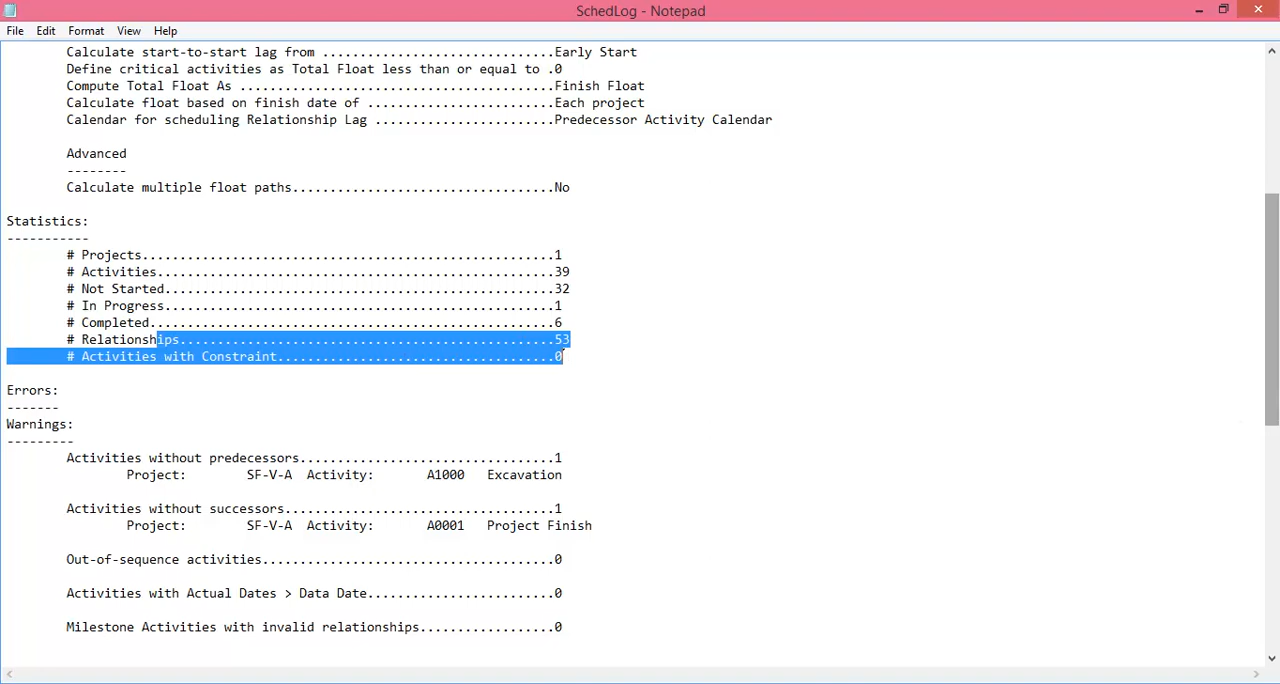 SchedLog - Notepad
File Edit Format View Help
Calculate start-to-start lag from ...............................Early Start
Define critical activities as Total Float less than or equal to .0
Compute Total Float As ..........................................Finish Float
Calculate float based on finish date of .........................Each project
Calendar for scheduling Relationship Lag ........................Predecessor Activity Calendar
Advanced
--------
Calculate multiple float paths...................................No
Statistics:
-----------
# Projects.......................................................1
# Activities.....................................................39
# Not Started....................................................32
# In Progress....................................................1
# Completed......................................................6
# Relationships..................................................53
# Activities with Constraint.....................................0
Errors:
-------
Warnings:
---------
Activities without predecessors..................................1
Project: SF-V-A Activity: A1000 Excavation
Activities without successors....................................1
Project: SF-V-A Activity: A0001 Project Finish
Out-of-sequence activities.......................................0
Activities with Actual Dates > Data Date.........................0
Milestone Activities with invalid relationships..................0